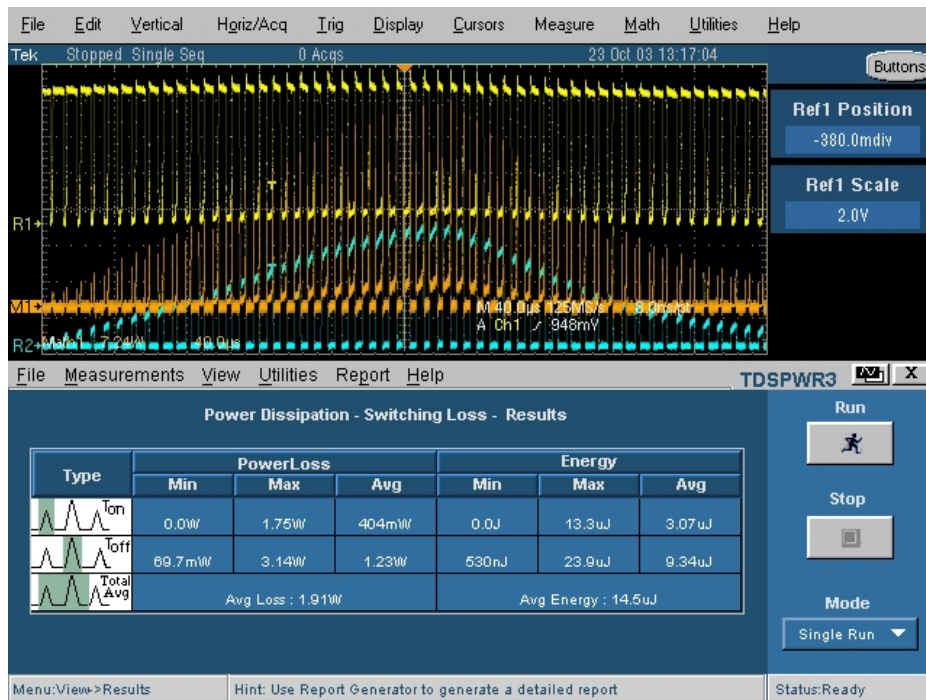 File Edit Vertical Horiz/Acq Trig Display Cursors Measure Math Utilities Help
Tek Stopped Single Seq 0 Acqs 23 Oct 03 13:17:04
Buttons
Ref1 Position
-380.0mdiv
Ref1 Scale
2.0V
R1
T
T
M1
M 40.0µs 125MS/s 8.0ns/pt
A Ch1 / 948mV
R2
Math1 7.24W 40.0µs
File Measurements View Utilities Report Help
TDSPWR3 X
Power Dissipation - Switching Loss - Results
Type PowerLoss Energy
Min Max Avg Min Max Avg
Ton 0.0W 1.75W 404mW 0.0J 13.3uJ 3.07uJ
Toff 69.7mW 3.14W 1.23W 530nJ 23.9uJ 9.34uJ
Total Avg Avg Loss : 1.91W Avg Energy : 14.5uJ
Run
Stop
Mode
Single Run
Menu:View->Results Hint: Use Report Generator to generate a detailed report Status:Ready